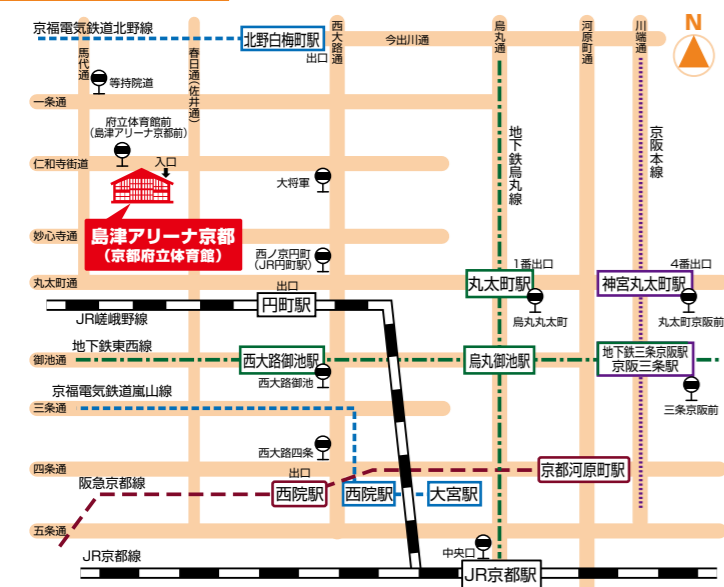 京福電気鉄道北野線
北野白梅町駅
出口
西大路通
今出川通
烏丸通
河原町通
川端通
N
馬代通
春日通(佐井通)
等持院道
一条通
府立体育館前
(島津アリーナ京都前)
地下鉄烏丸線
京阪本線
仁和寺街道
入口
大将軍
島津アリーナ京都
(京都府立体育館)
妙心寺通
西ノ京円町
(JR円町駅)
1番出口
4番出口
丸太町通
出口
丸太町駅
神宮丸太町駅
円町駅
JR嵯峨野線
烏丸丸太町
丸太町京阪前
地下鉄東西線
御池通
西大路御池駅
烏丸御池駅
地下鉄三条京阪駅
京阪三条駅
西大路御池
京福電気鉄道嵐山線
三条通
三条京阪前
西大路四条
四条通
出口
京都河原町駅
阪急京都線
西院駅
西院駅
大宮駅
五条通
中央口
JR京都線
JR京都駅